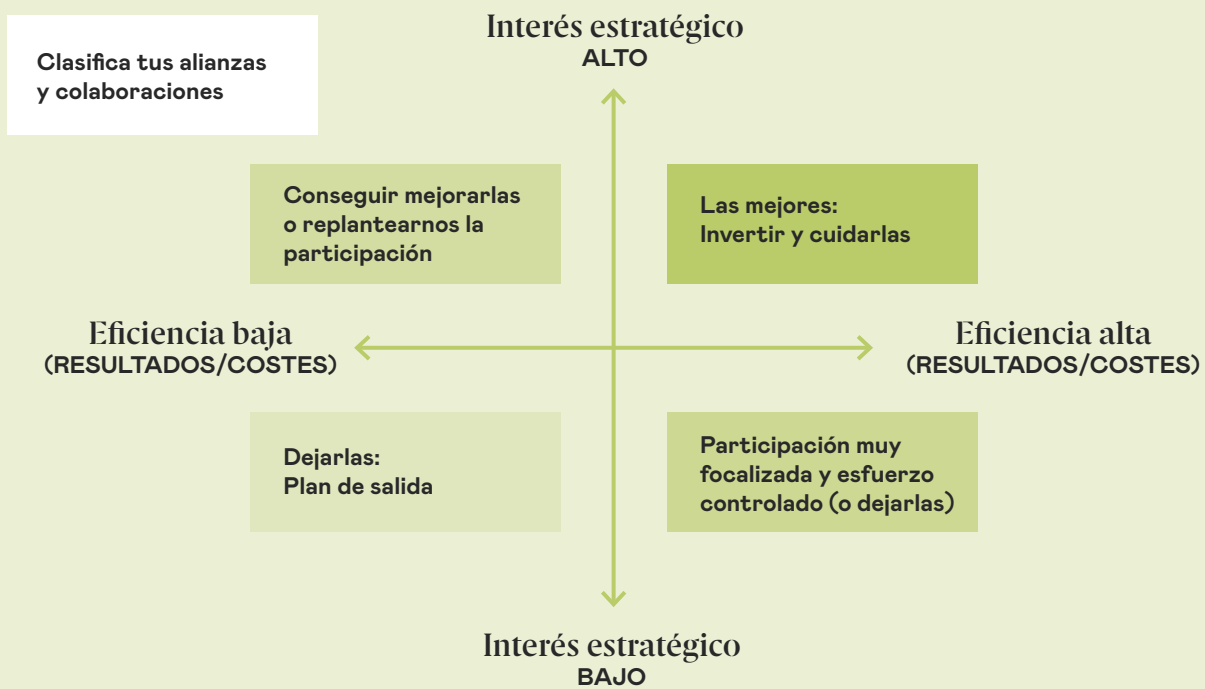 Clasifica tus alianzas
y colaboraciones
Interés estratégico
ALTO
Conseguir mejorarlas
o replantearnos la
participación
Las mejores:
Invertir y cuidarlas
Eficiencia baja
(RESULTADOS/COSTES)
Eficiencia alta
(RESULTADOS/COSTES)
Dejarlas:
Plan de salida
Participación muy
focalizada y esfuerzo
controlado (o dejarlas)
Interés estratégico
BAJO